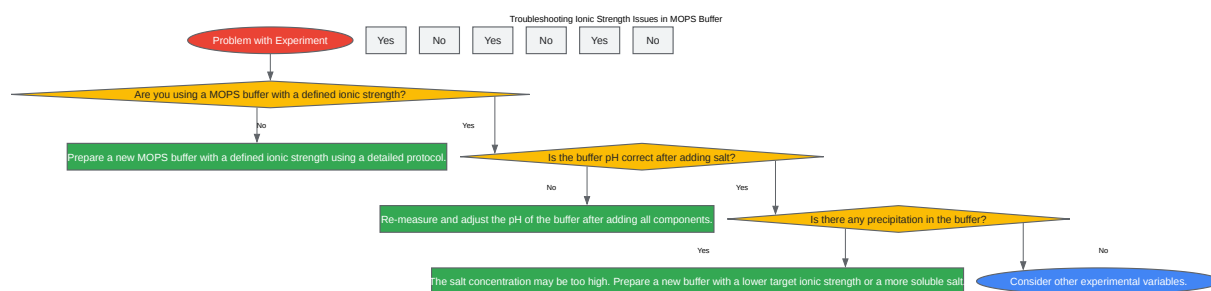 Troubleshooting Ionic Strength Issues in MOPS Buffer
Problem with Experiment
Yes
No
Yes
No
Yes
No
Are you using a MOPS buffer with a defined ionic strength?
No
Yes
Prepare a new MOPS buffer with a defined ionic strength using a detailed protocol.
Is the buffer pH correct after adding salt?
No
Yes
Re-measure and adjust the pH of the buffer after adding all components.
Is there any precipitation in the buffer?
Yes
No
The salt concentration may be too high. Prepare a new buffer with a lower target ionic strength or a more soluble salt.
Consider other experimental variables.